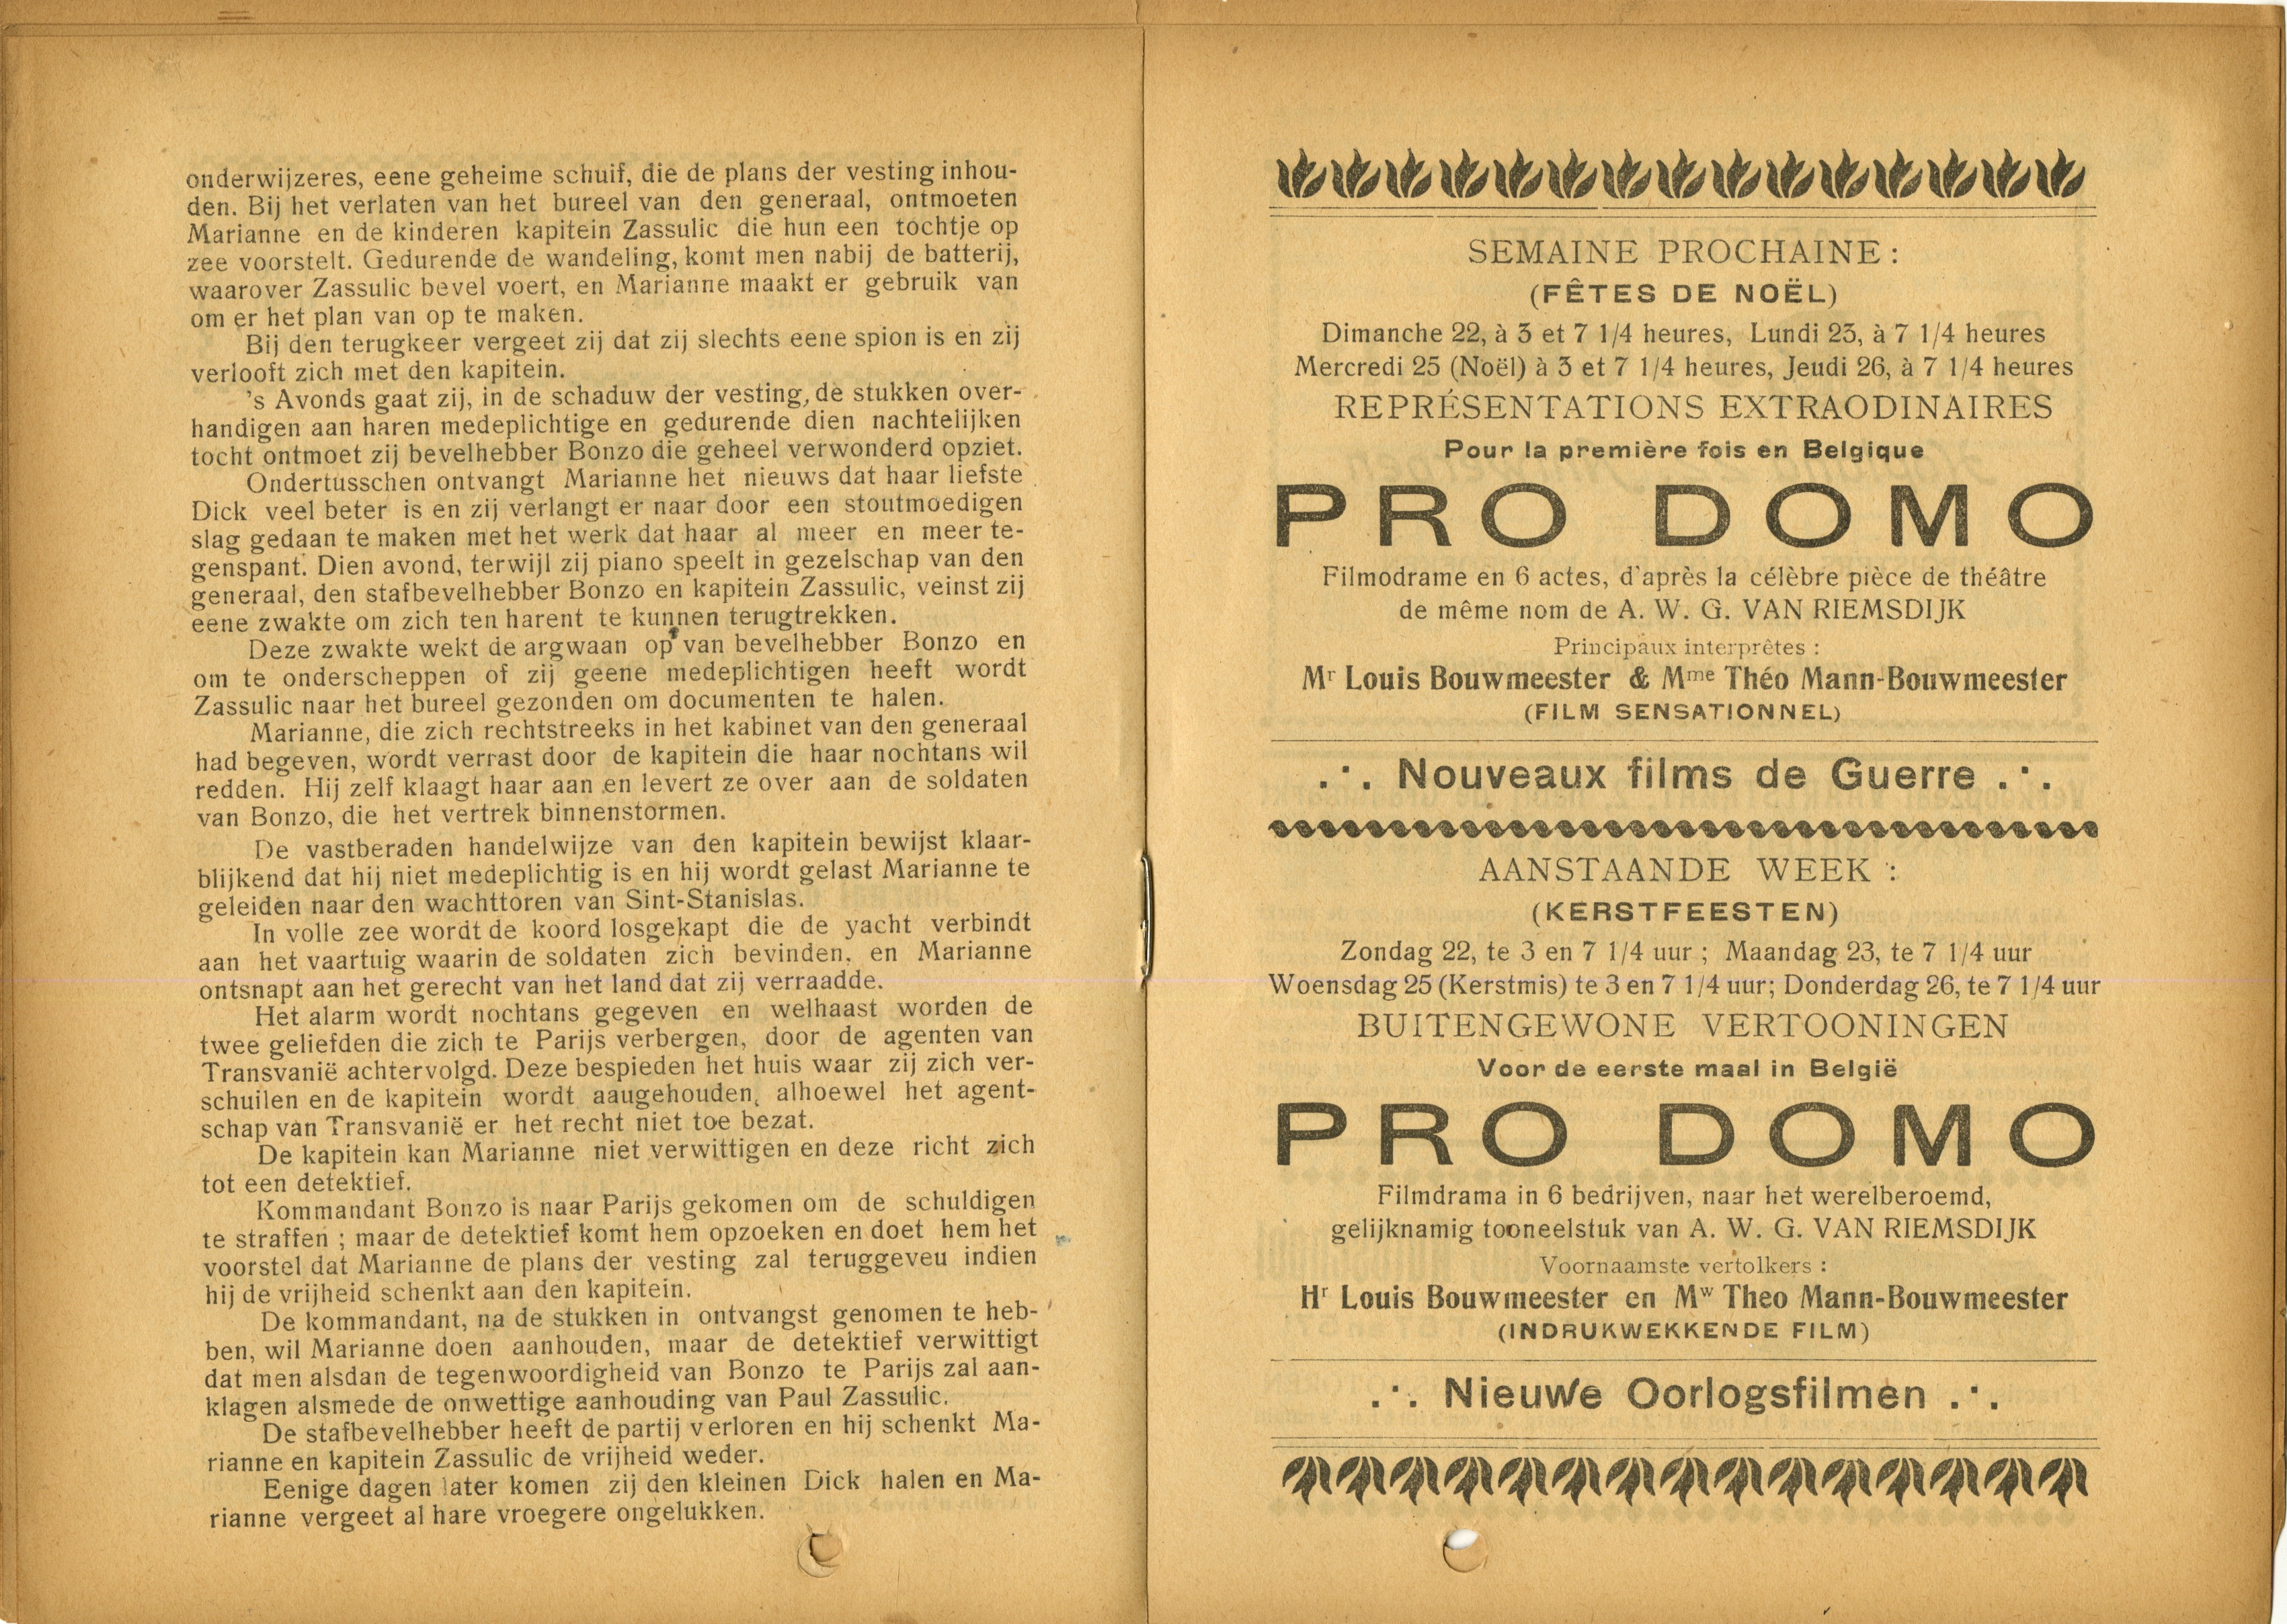 onderwijzeres, eene geheime schuif, die de plans der vesting inhou-
den. Bij het verlaten van het bureel van den generaal, ontmoeten
Marianne en de kinderen kapitein Zassulic die hun een tochtje op
zee voorstelt. Gedurende de wandeling, komt men nabij de batterij,
waarover Zassulic bevel voert, en Marianne maakt er gebruik van
om er het plan van op te maken.
Bij den terugkeer vergeet zij dat zij slechts eene spion is en zij
verlooft zich met den kapitein.
's Avonds gaat zij, in de schaduw der vesting, de stukken over-
handigen aan haren medeplichtige en gedurende dien nachtelijken
tocht ontmoet zij bevelhebber Bonzo die geheel verwonderd opziet.
Ondertusschen ontvangt Marianne het nieuws dat haar liefste
Dick veel beter is en zij verlangt er naar door een stoutmoedigen
slag gedaan te maken met het werk dat haar al meer en meer te-
genspant. Dien avond, terwijl zij piano speelt in gezelschap van den
generaal, den stafbevelhebber Bonzo en kapitein Zassulic, veinst zij
eene zwakte om zich ten harent te kunnen terugtrekken.
Deze zwakte wekt de argwaan op van bevelhebber Bonzo en
om te onderscheppen of zij geene medeplichtigen heeft wordt
Zassulic naar het bureel gezonden om documenten te halen.
Marianne, die zich rechtstreeks in het kabinet van den generaal
had begeven, wordt verrast door de kapitein die haar nochtans wil
redden. Hij zelf klaagt haar aan en levert ze over aan de soldaten
van Bonzo, die het vertrek binnenstormen.
De vastberaden handelwijze van den kapitein bewijst klaar-
blijkend dat hij niet medeplichtig is en hij wordt gelast Marianne te
geleiden naar den wachttoren van Sint-Stanislas.
In volle zee wordt de koord losgekapt die de yacht verbindt
aan het vaartuig waarin de soldaten zich bevinden, en Marianne
ontsnapt aan het gerecht van het land dat zij verraadde.
Het alarm wordt nochtans gegeven en welhaast worden de
twee geliefden die zich te Parijs verbergen, door de agenten van
Transvanië achtervolgd. Deze bespieden het huis waar zij zich ver-
schuilen en de kapitein wordt aaugehouden, alhoewel het agent-
schap van Transvanië er het recht niet toe bezat.
De kapitein kan Marianne niet verwittigen en deze richt zich
tot een detektief.
Kommandant Bonzo is naar Parijs gekomen om de schuldigen
te straffen ; maar de detektief komt hem opzoeken en doet hem het
voorstel dat Marianne de plans der vesting zal teruggeveu indien
hij de vrijheid schenkt aan den kapitein.
De kommandant, na de stukken in ontvangst genomen te heb-
ben, wil Marianne doen aanhouden, maar de detektief verwittigt
dat men alsdan de tegenwoordigheid van Bonzo te Parijs zal aan-
klagen alsmede de onwettige aanhouding van Paul Zassulic.
De stafbevelhebber heeft de partij verloren en hij schenkt Ma-
rianne en kapitein Zassulic de vrijheid weder.
Eenige dagen later komen zij den kleinen Dick halen en Ma-
rianne vergeet al hare vroegere ongelukken.
SEMAINE PROCHAINE :
(FÊTES DE NOËL)
Dimanche 22, à 3 et 7 1/4 heures, Lundi 23, à 7 1/4 heures
Mercredi 25 (Noël) à 3 et 7 1/4 heures, Jeudi 26, à 7 1/4 heures
REPRÉSENTATIONS EXTRAODINAIRES
Pour la première fois en Belgique
PRO DOMO
Filmodrame en 6 actes, d'après la célèbre pièce de théâtre
de même nom de A. W. G. VAN RIEMSDIJK
Principaux interprêtes :
Mr Louis Bouwmeester & Mme Théo Mann-Bouwmeester
(FILM SENSATIONNEL)
.·. Nouveaux films de Guerre .·.
AANSTAANDE WEEK :
(KERSTFEESTEN)
Zondag 22, te 3 en 7 1/4 uur ; Maandag 23, te 7 1/4 uur
Woensdag 25 (Kerstmis) te 3 en 7 1/4 uur; Donderdag 26, te 7 1/4 uur
BUITENGEWONE VERTOONINGEN
Voor de eerste maal in België
PRO DOMO
Filmdrama in 6 bedrijven, naar het werelberoemd,
gelijknamig tooneelstuk van A. W. G. VAN RIEMSDIJK
Voornaamste vertolkers :
Hr Louis Bouwmeester en Mw Theo Mann-Bouwmeester
(INDRUKWEKKENDE FILM)
.·. Nieuwe Oorlogsfilmen .·.